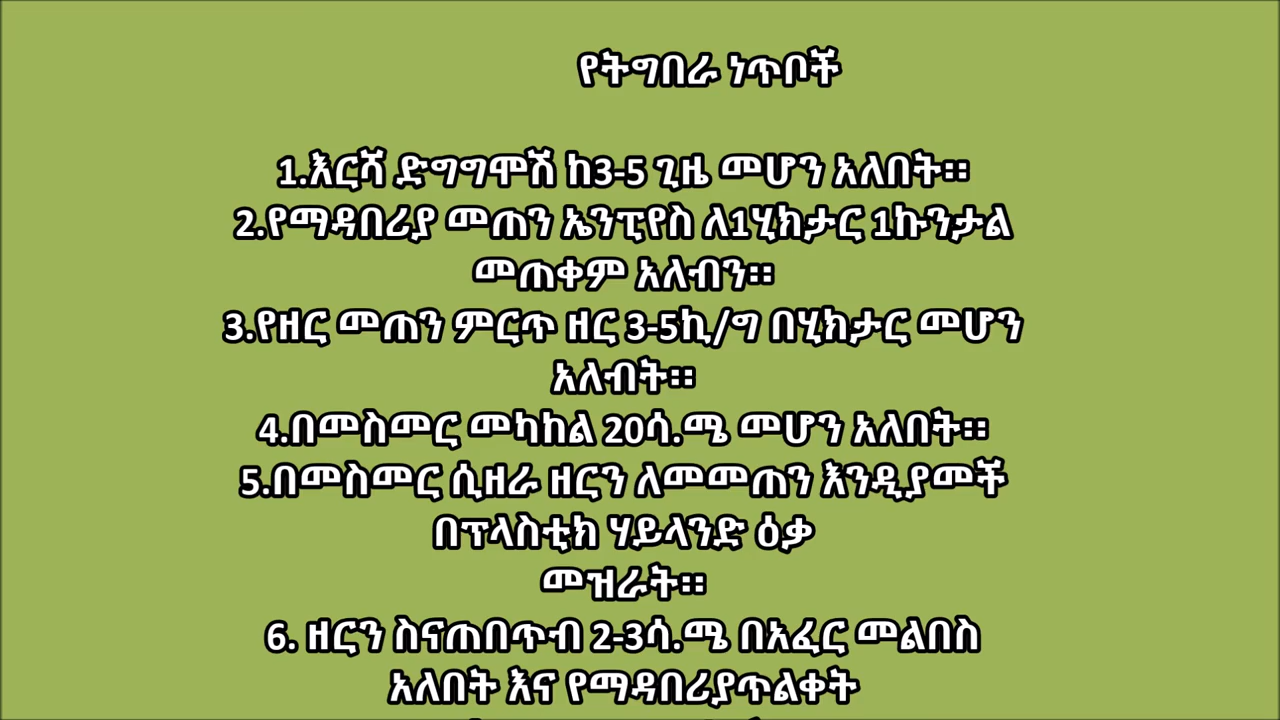 የትግበራ ነጥቦች
1.እርሻ ድግግሞሽ ከ3-5 ጊዜ መሆን አለበት፡፡
2.የማዳበሪያ መጠን ኤንፒየስ ለ1ሂክታር 1ኩንታል
መጠቀም አለብን፡፡
3.የዘር መጠን ምርጥ ዘር 3-5ኪ/ግ በሂክታር መሆን
አለብት፡፡
4.በመስመር መካከል 20ሳ.ሜ መሆን አለበት፡፡
5.በመስመር ሲዘራ ዘርን ለመመጠን እንዲያመች
በፕላስቲክ ሃይላንድ ዕቃ
መዝራት፡፡
6. ዘርን ስናጠበጥብ 2-3ሳ.ሜ በአፈር መልበስ
አለበት እና የማዳበሪያጥልቀት